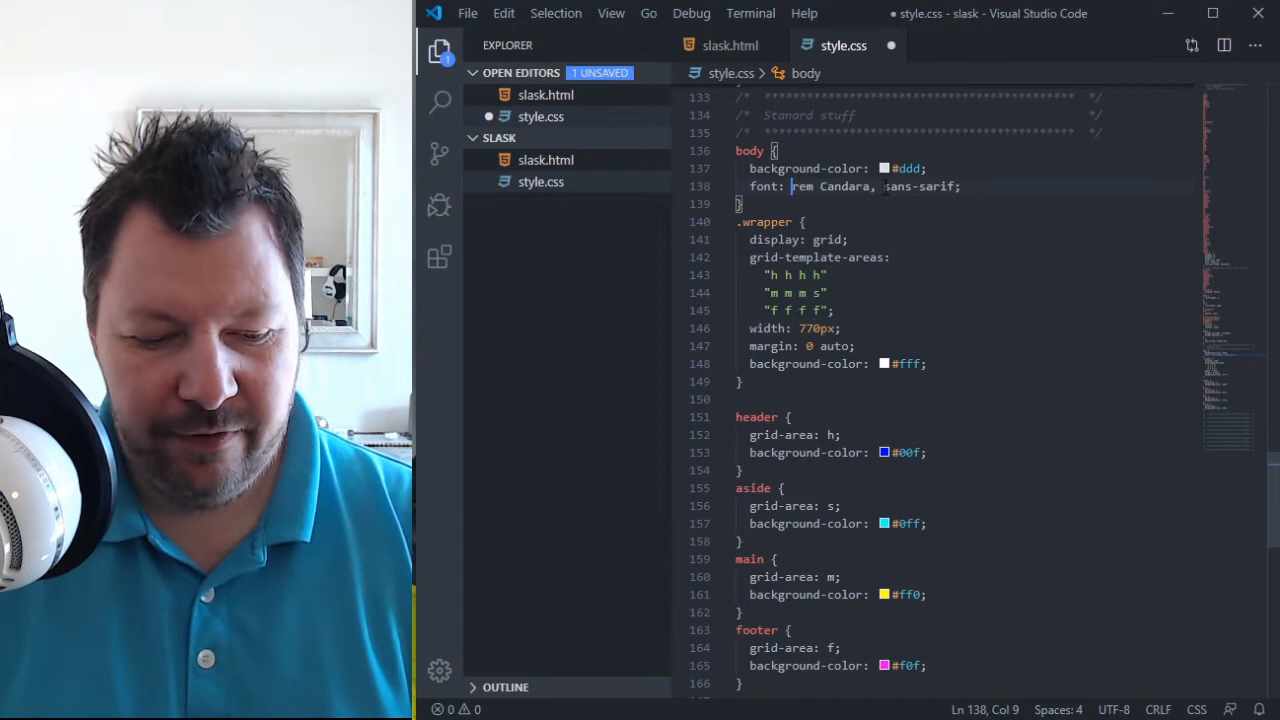 File Edit Selection View Go Debug Terminal Help ● style.css - slask - Visual Studio Code
EXPLORER
OPEN EDITORS 1 UNSAVED
slask.html
style.css
SLASK
slask.html
style.css
OUTLINE
1
slask.html style.css
style.css > body
133 /* ******************************************** */
134 /* Stanard stuff */
135 /* ******************************************** */
136 body {
137 background-color: #ddd;
138 font: rem Candara, sans-sarif;
139 }
140 .wrapper {
141 display: grid;
142 grid-template-areas:
143 "h h h h"
144 "m m m s"
145 "f f f f";
146 width: 770px;
147 margin: 0 auto;
148 background-color: #fff;
149 }
150
151 header {
152 grid-area: h;
153 background-color: #00f;
154 }
155 aside {
156 grid-area: s;
157 background-color: #0ff;
158 }
159 main {
160 grid-area: m;
161 background-color: #ff0;
162 }
163 footer {
164 grid-area: f;
165 background-color: #f0f;
166 }
0 0 Ln 138, Col 9 Spaces: 4 UTF-8 CRLF CSS